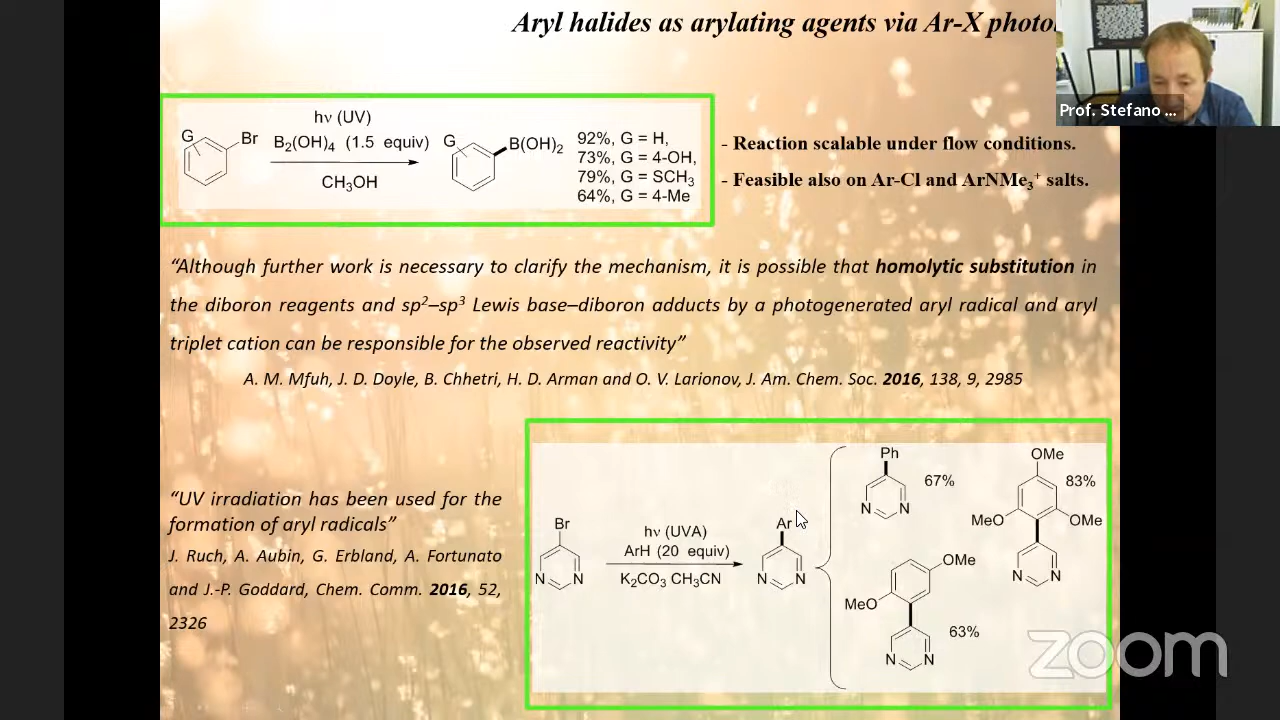 Aryl halides as arylating agents via Ar-X photo
Prof. Stefano ...
G
Br
hν (UV)
B2(OH)4 (1.5 equiv)
CH3OH
G
B(OH)2
92%, G = H,
73%, G = 4-OH,
79%, G = SCH3
64%, G = 4-Me
- Reaction scalable under flow conditions.
- Feasible also on Ar-Cl and ArNMe3+ salts.
“Although further work is necessary to clarify the mechanism, it is possible that homolytic substitution in
the diboron reagents and sp2–sp3 Lewis base–diboron adducts by a photogenerated aryl radical and aryl
triplet cation can be responsible for the observed reactivity”
A. M. Mfuh, J. D. Doyle, B. Chhetri, H. D. Arman and O. V. Larionov, J. Am. Chem. Soc. 2016, 138, 9, 2985
“UV irradiation has been used for the
formation of aryl radicals”
J. Ruch, A. Aubin, G. Erbland, A. Fortunato
and J.-P. Goddard, Chem. Comm. 2016, 52,
2326
Br
N N
hν (UVA)
ArH (20 equiv)
K2CO3 CH3CN
Ar
N N
Ph
67%
N N
OMe
83%
MeO OMe
N N
OMe
MeO
63%
N N
zoom